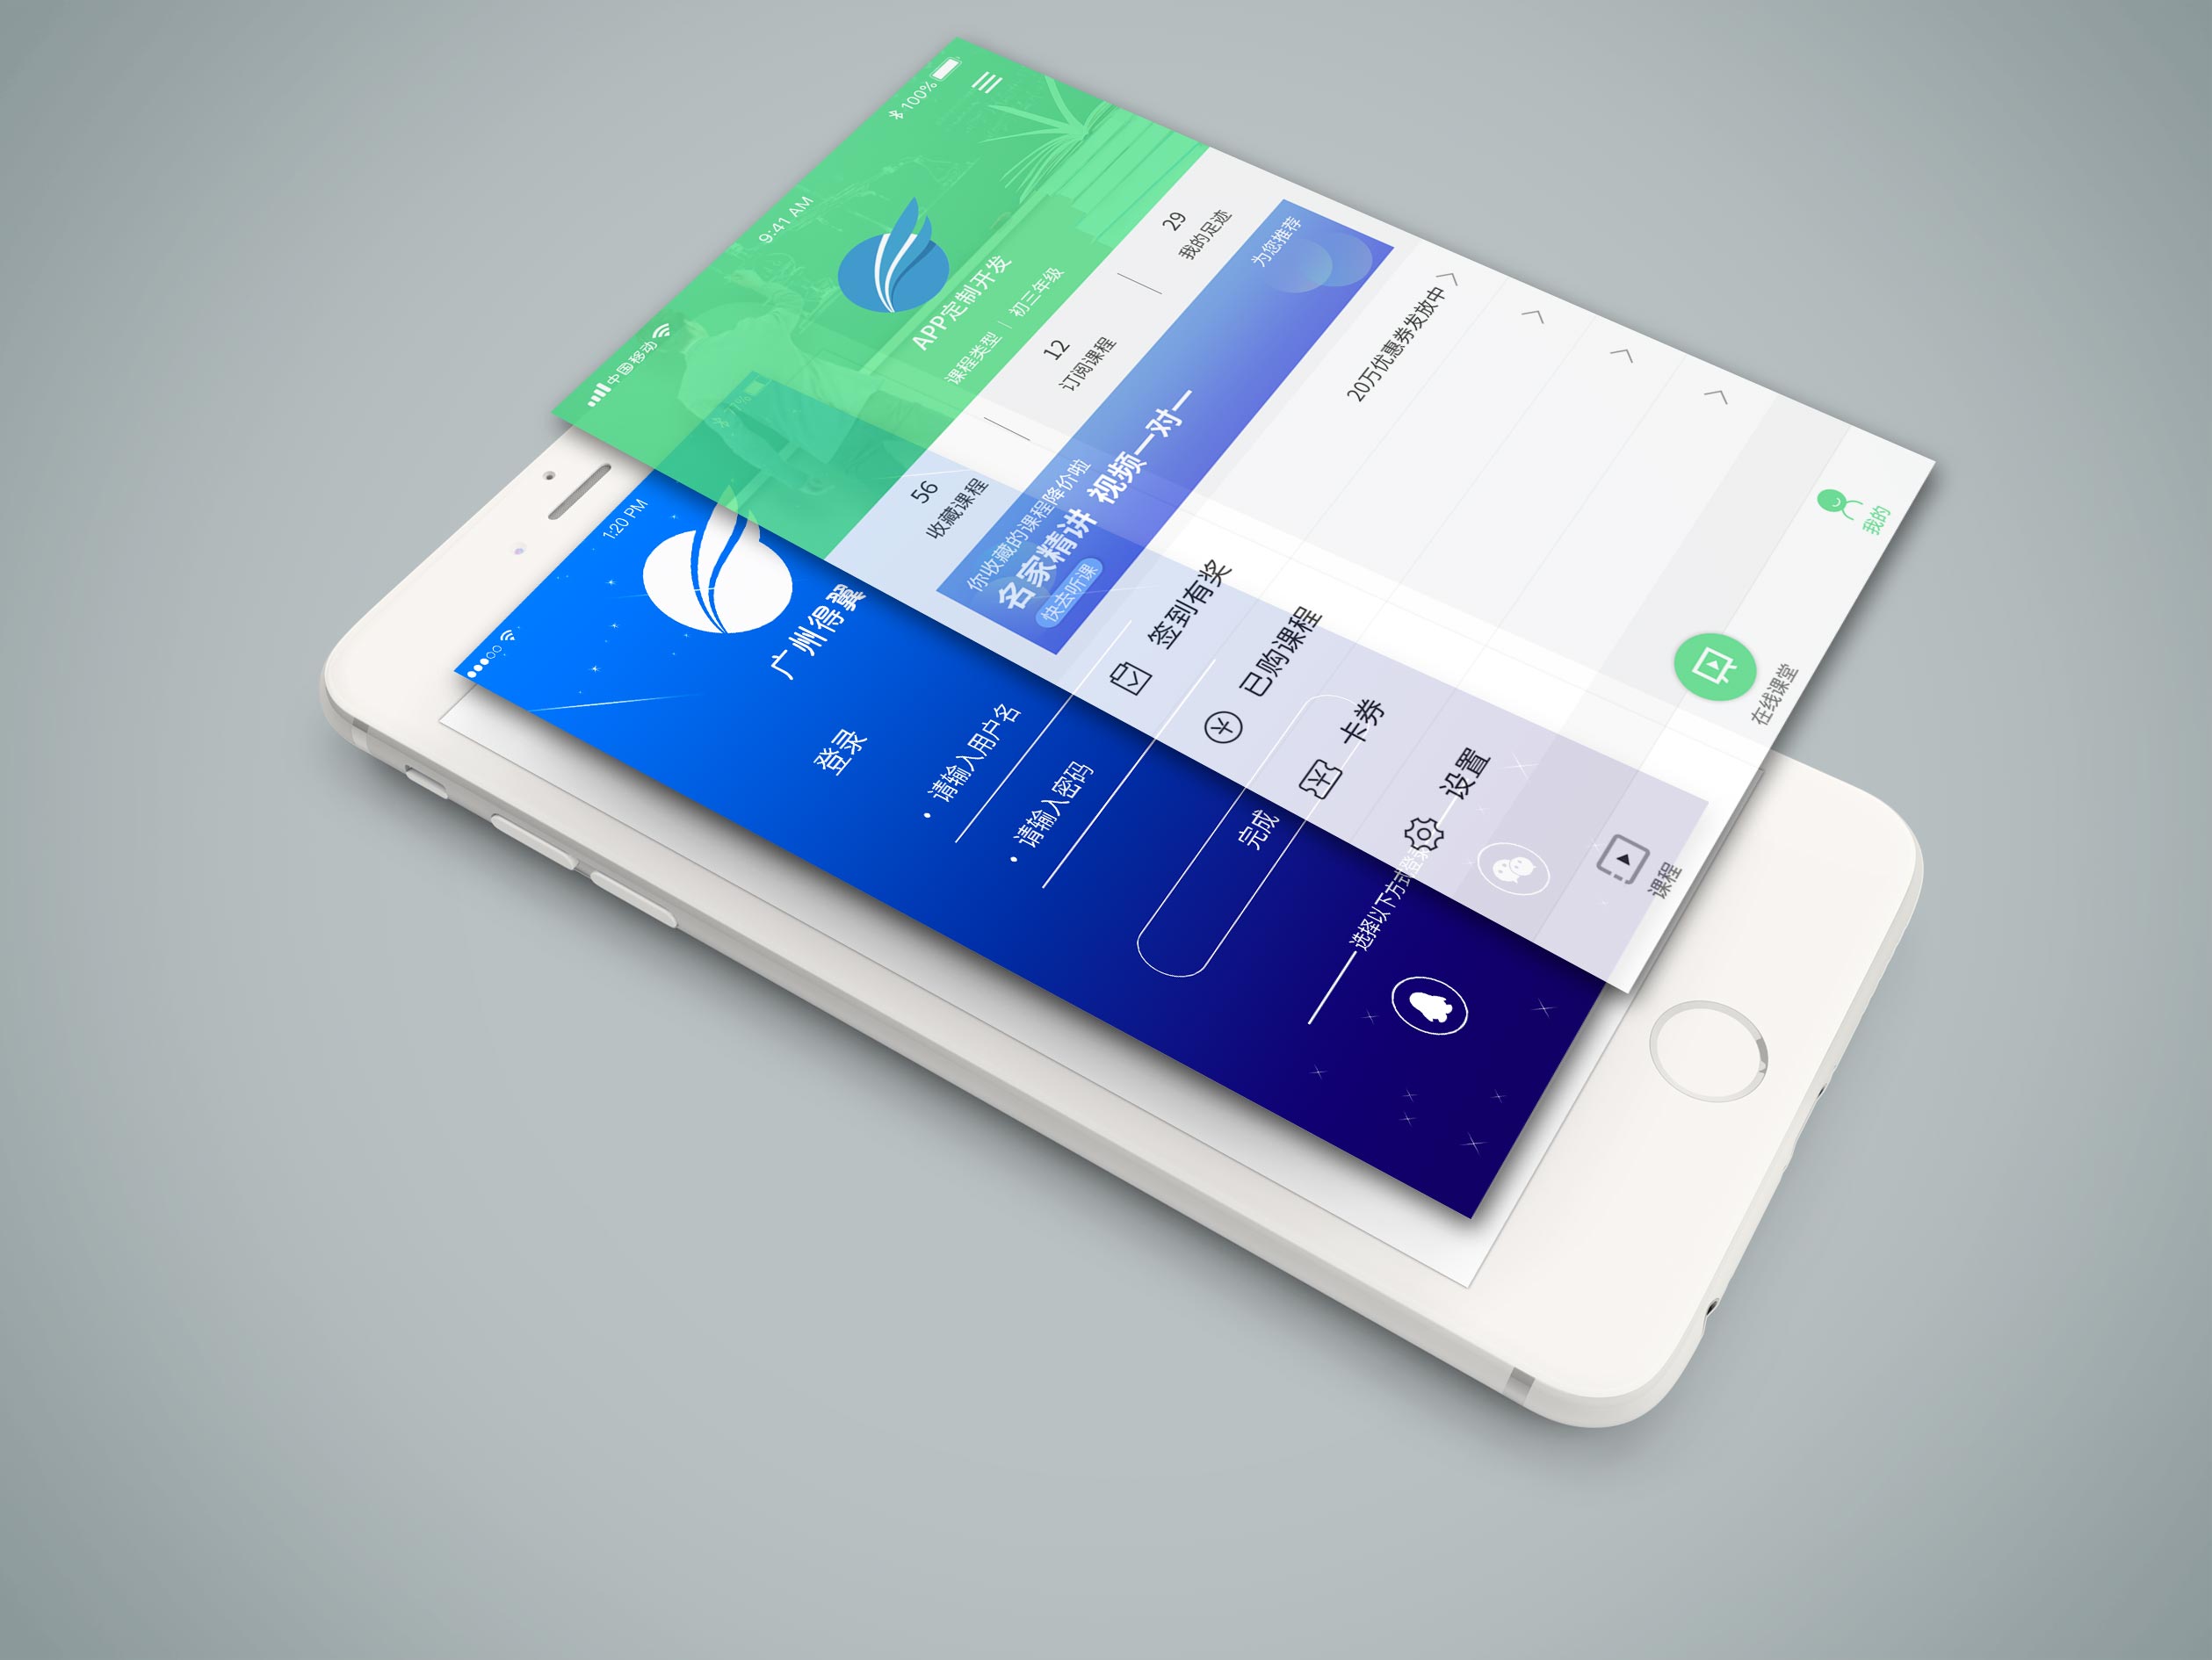 中国移动
9:41 AM
100%
APP定制开发
课程类型 | 初三年级
56
收藏课程
12
订阅课程
29
我的足迹
你收藏的课程降价啦
为您推荐
名家精讲 视频一对一
快去听课
签到有奖
20万优惠券发放中
已购课程
卡券
设置
课程
在线课堂
我的
1:20 PM
77%
广州得翼
登录
请输入用户名
请输入密码
完成
选择以下方式登录